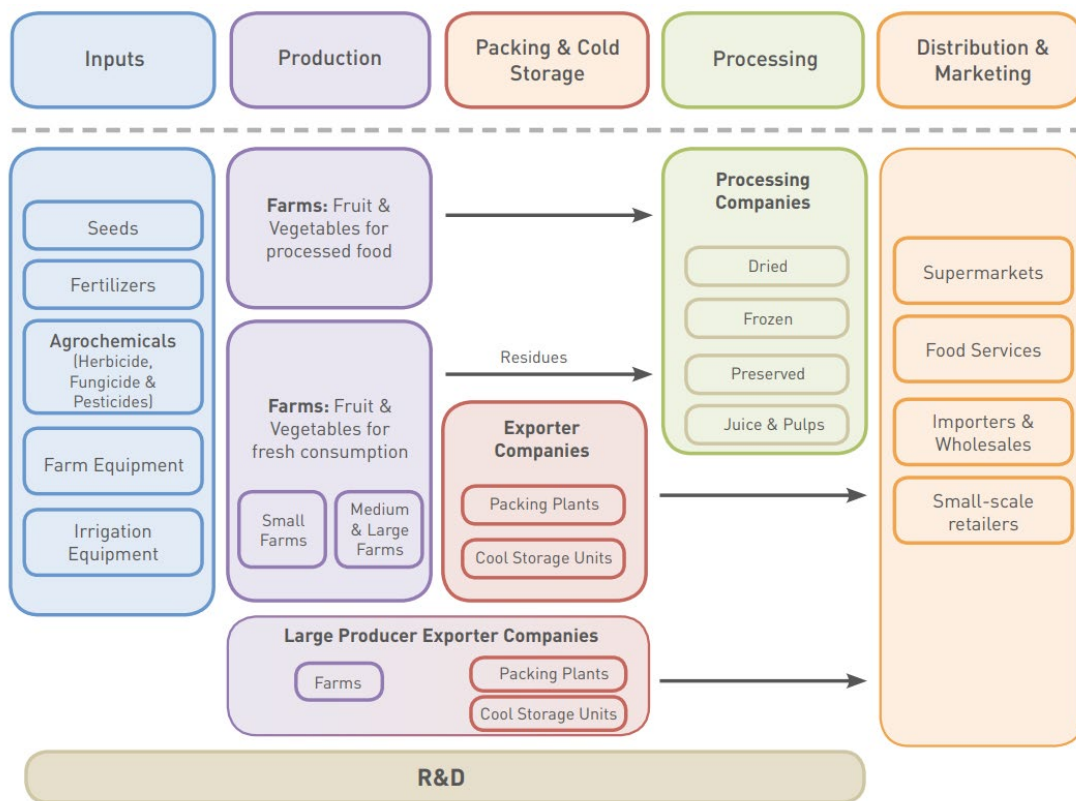 Inputs
Production
Packing & Cold
Storage
Processing
Distribution &
Marketing
Seeds
Fertilizers
Agrochemicals
(Herbicide,
Fungicide &
Pesticides)
Farm Equipment
Irrigation
Equipment
Farms: Fruit &
Vegetables for
processed food
Farms: Fruit &
Vegetables for
fresh consumption
Small
Farms
Medium
& Large
Farms
Residues
Exporter
Companies
Packing Plants
Cool Storage Units
Large Producer Exporter Companies
Farms
Packing Plants
Cool Storage Units
Processing
Companies
Dried
Frozen
Preserved
Juice & Pulps
Supermarkets
Food Services
Importers &
Wholesales
Small-scale
retailers
R&D